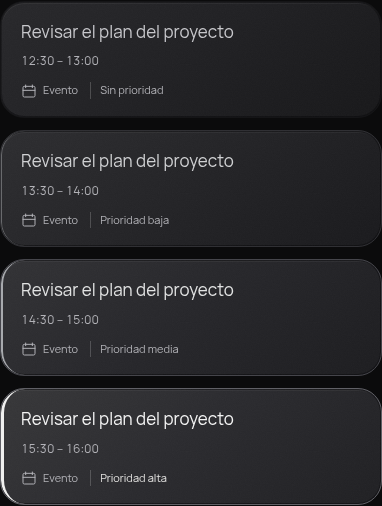 Revisar el plan del proyecto
12:30 – 13:00
Evento | Sin prioridad
Revisar el plan del proyecto
13:30 – 14:00
Evento | Prioridad baja
Revisar el plan del proyecto
14:30 – 15:00
Evento | Prioridad media
Revisar el plan del proyecto
15:30 – 16:00
Evento | Prioridad alta